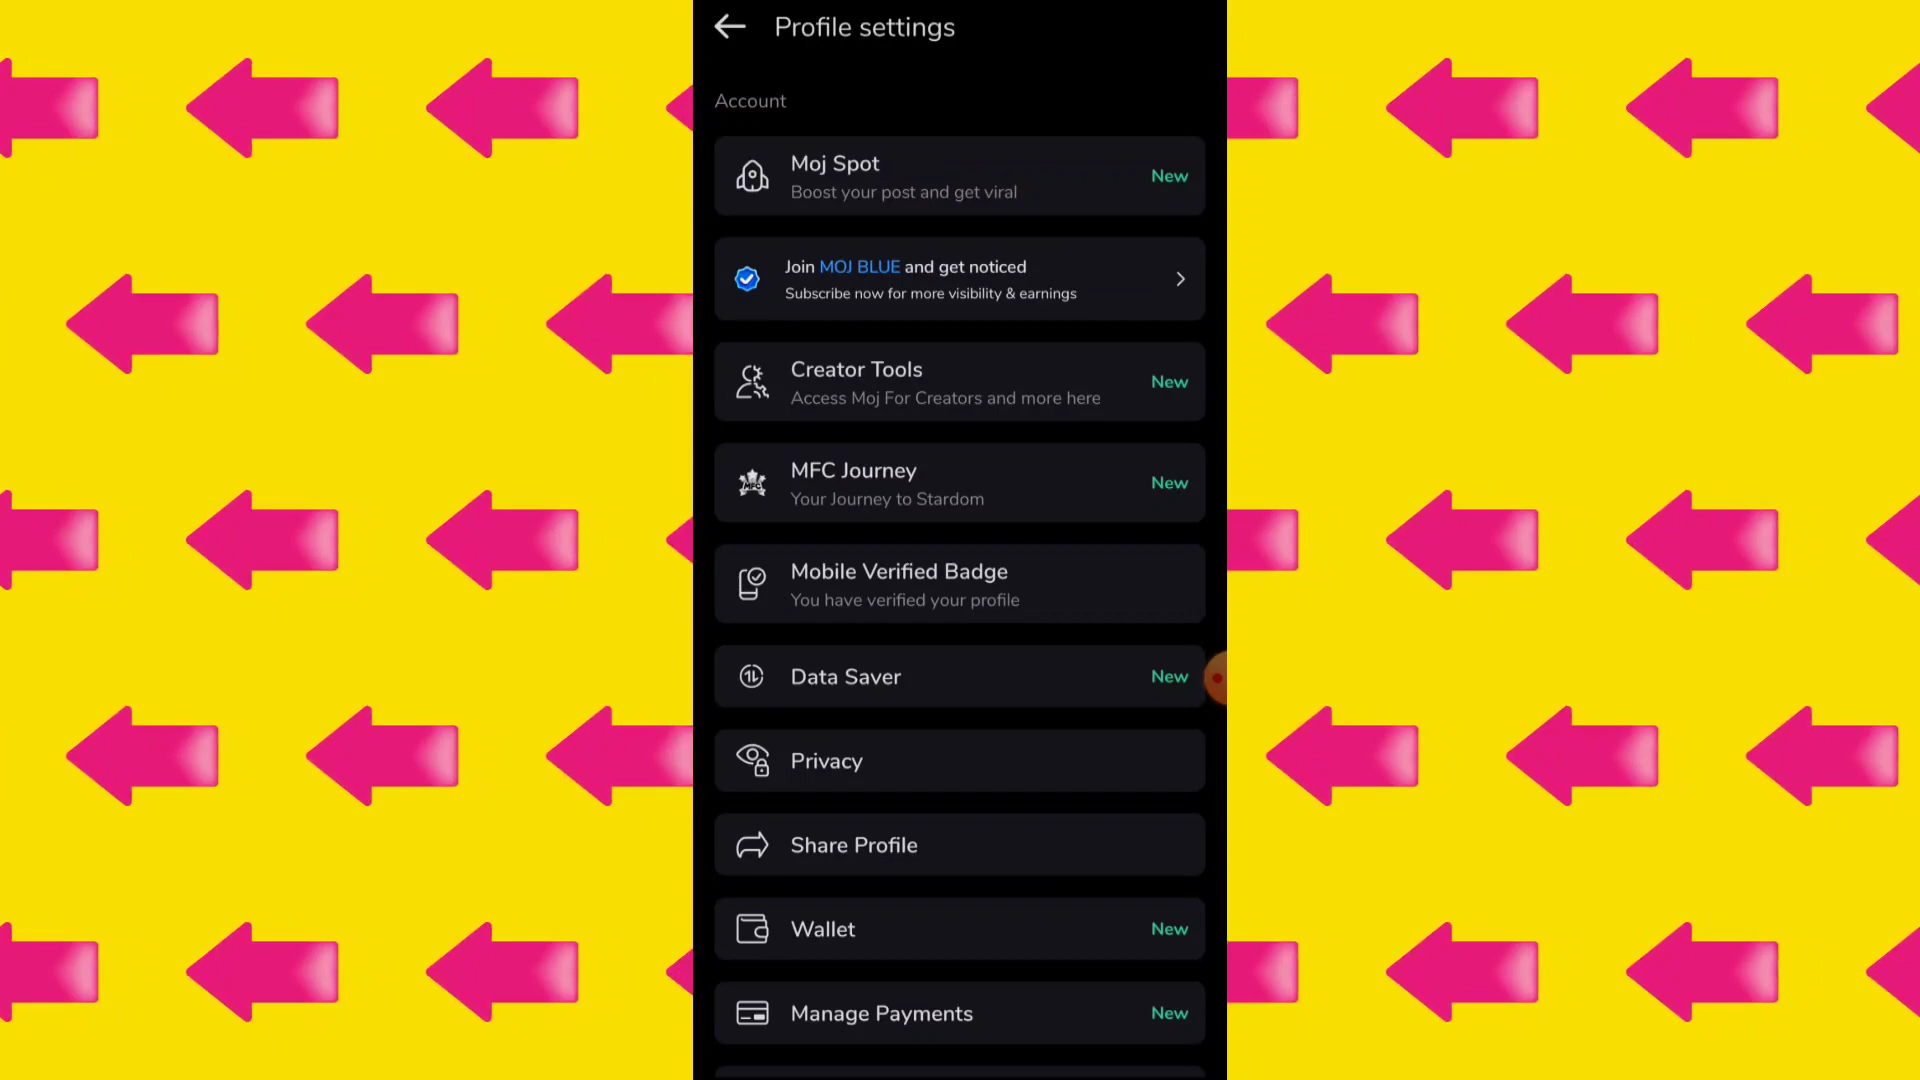 Profile settings
Account
Moj Spot
Boost your post and get viral
New
Join MOJ BLUE and get noticed
Subscribe now for more visibility & earnings
Creator Tools
Access Moj For Creators and more here
New
MFC Journey
Your Journey to Stardom
New
MFC
Mobile Verified Badge
You have verified your profile
Data Saver
New
Privacy
Share Profile
Wallet
New
Manage Payments
New